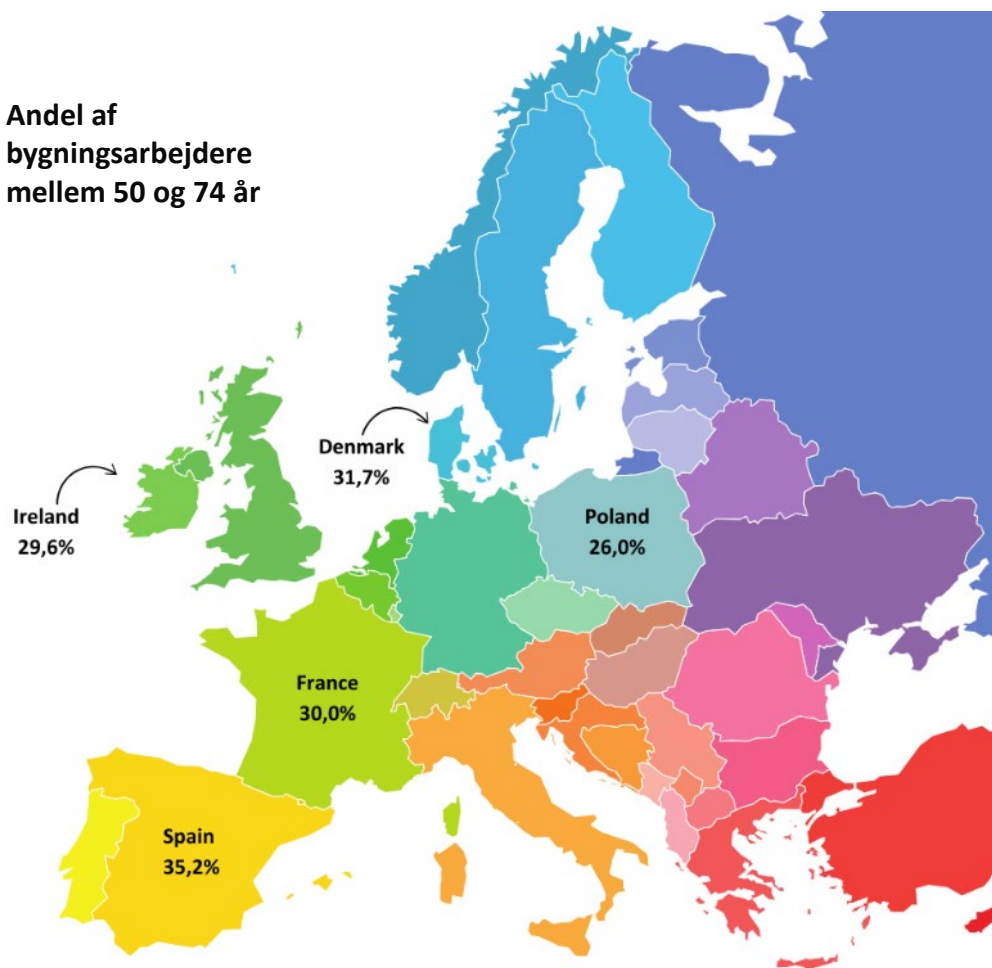 Andel af
bygningsarbejdere
mellem 50 og 74 år
Denmark
31,7%
Ireland
29,6%
Poland
26,0%
France
30,0%
Spain
35,2%